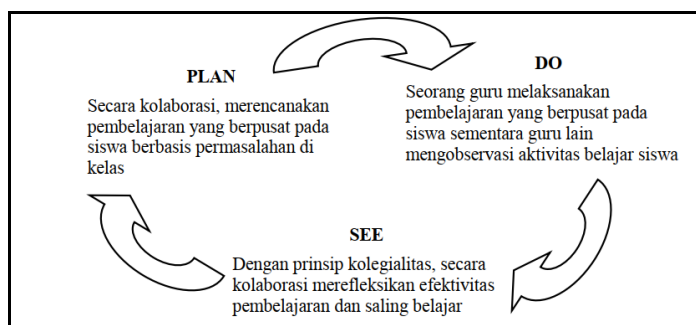 PLAN
Secara kolaborasi, merencanakan
pembelajaran yang berpusat pada
siswa berbasis permasalahan di
kelas
DO
Seorang guru melaksanakan
pembelajaran yang berpusat pada
siswa sementara guru lain
mengobservasi aktivitas belajar siswa
SEE
Dengan prinsip kolegialitas, secara
kolaborasi merefleksikan efektivitas
pembelajaran dan saling belajar